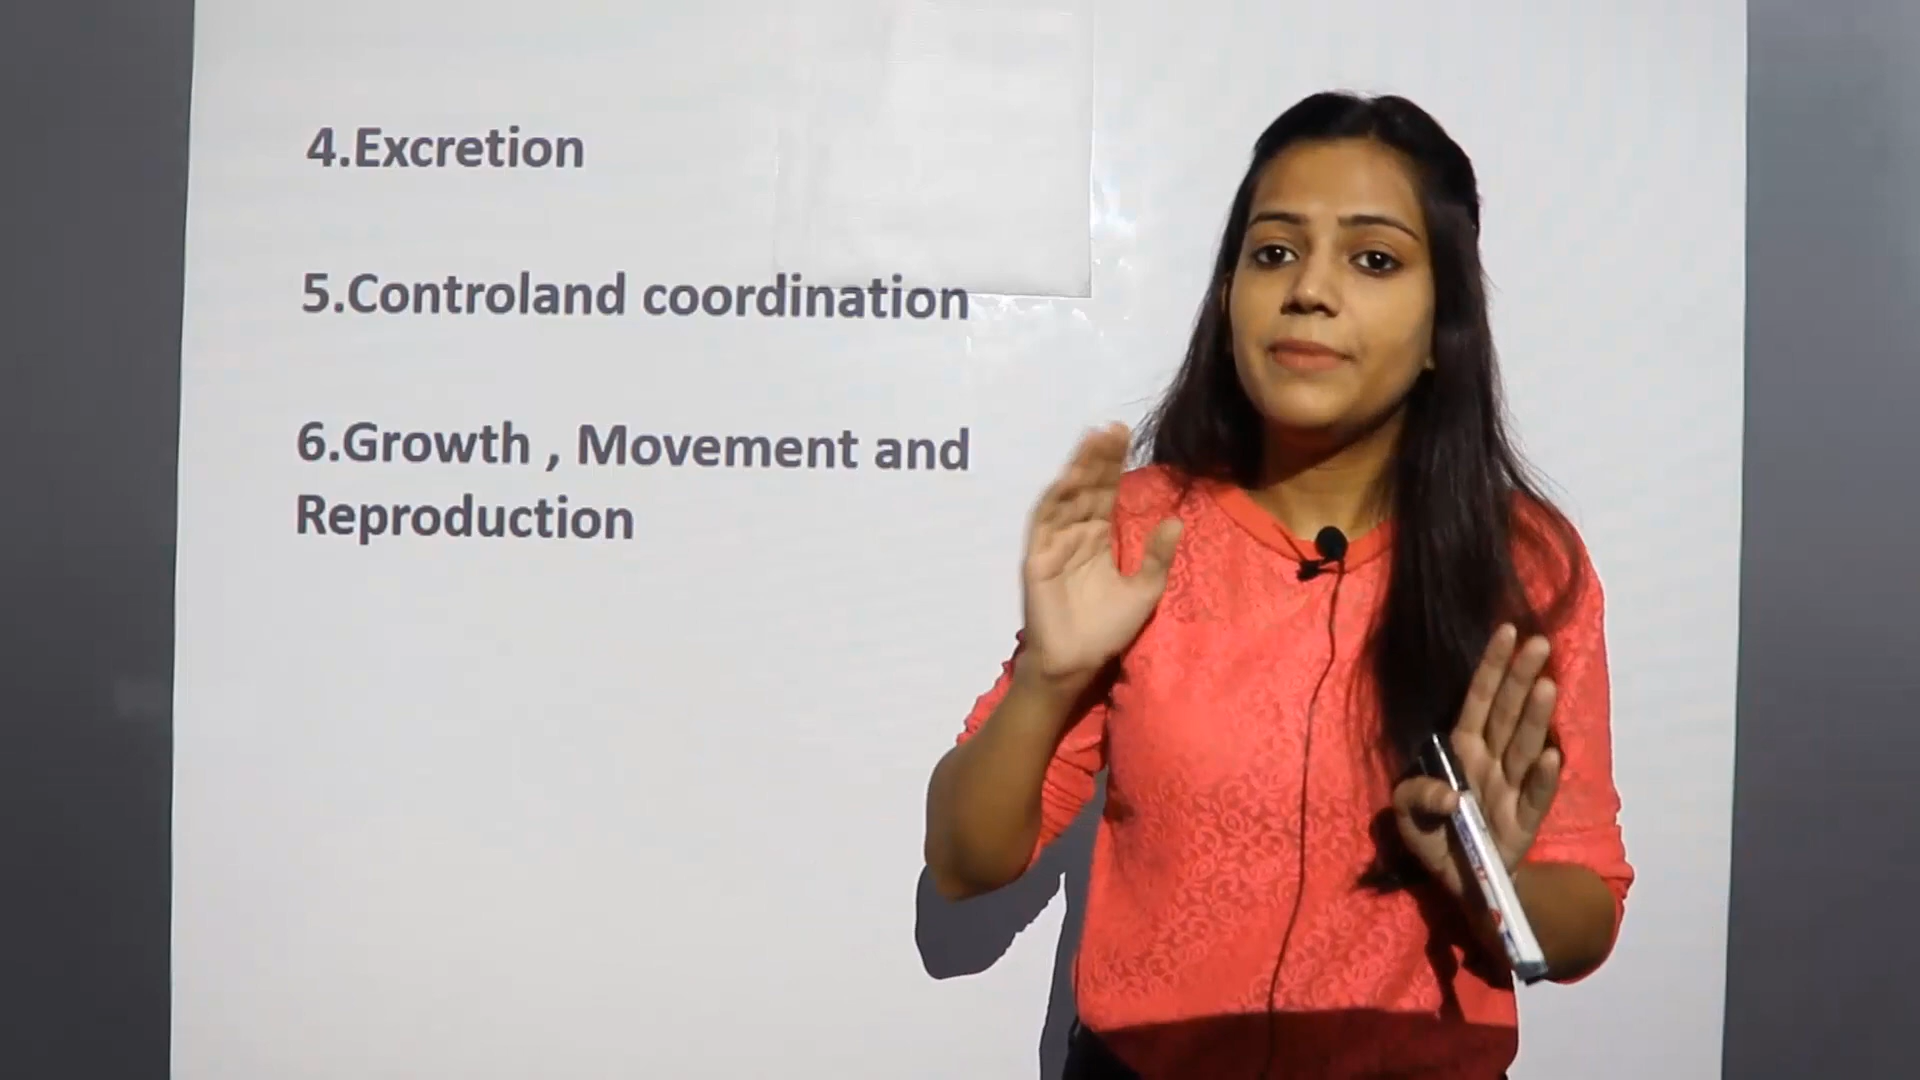 4.Excretion
5.Controland coordination
6.Growth , Movement and
Reproduction